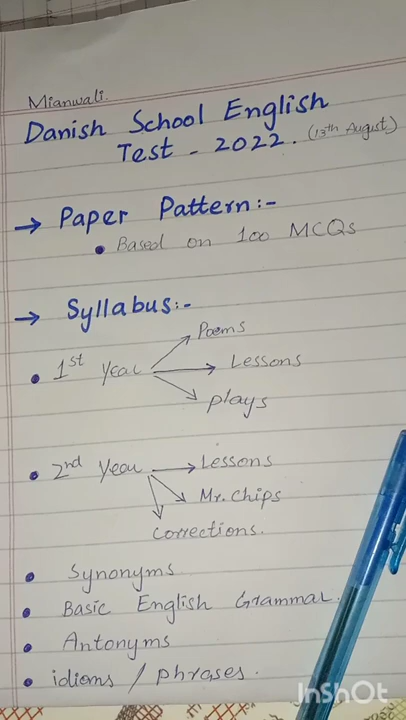 Mianwali.
Danish School English
Test - 2022. (13th August)
→ Paper Pattern:-
• Based on 100 MCQs
→ Syllabus:-
Poems
• 1st Year → Lessons
plays
• 2nd Year → Lessons
Mr. Chips
Corrections.
• Synonyms
• Basic English Grammar.
• Antonyms
• idioms / phrases.
InShOt